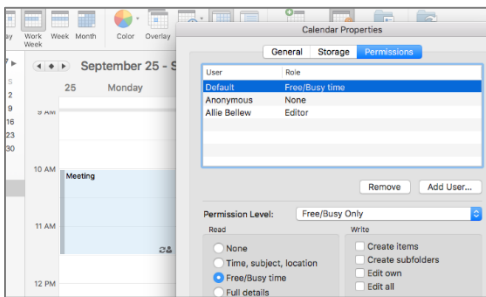 Calendar Properties
Work Week
Week
Month
Color
Overlay
General
Storage
Permissions
September 25 - S
25 Monday
User Role
Default Free/Busy time
Anonymous None
Allie Bellew Editor
2
9
16
23
30
9 AM
10 AM
Meeting
11 AM
12 PM
Remove
Add User...
Permission Level: Free/Busy Only
Read
None
Time, subject, location
Free/Busy time
Full details
Write
Create items
Create subfolders
Edit own
Edit all